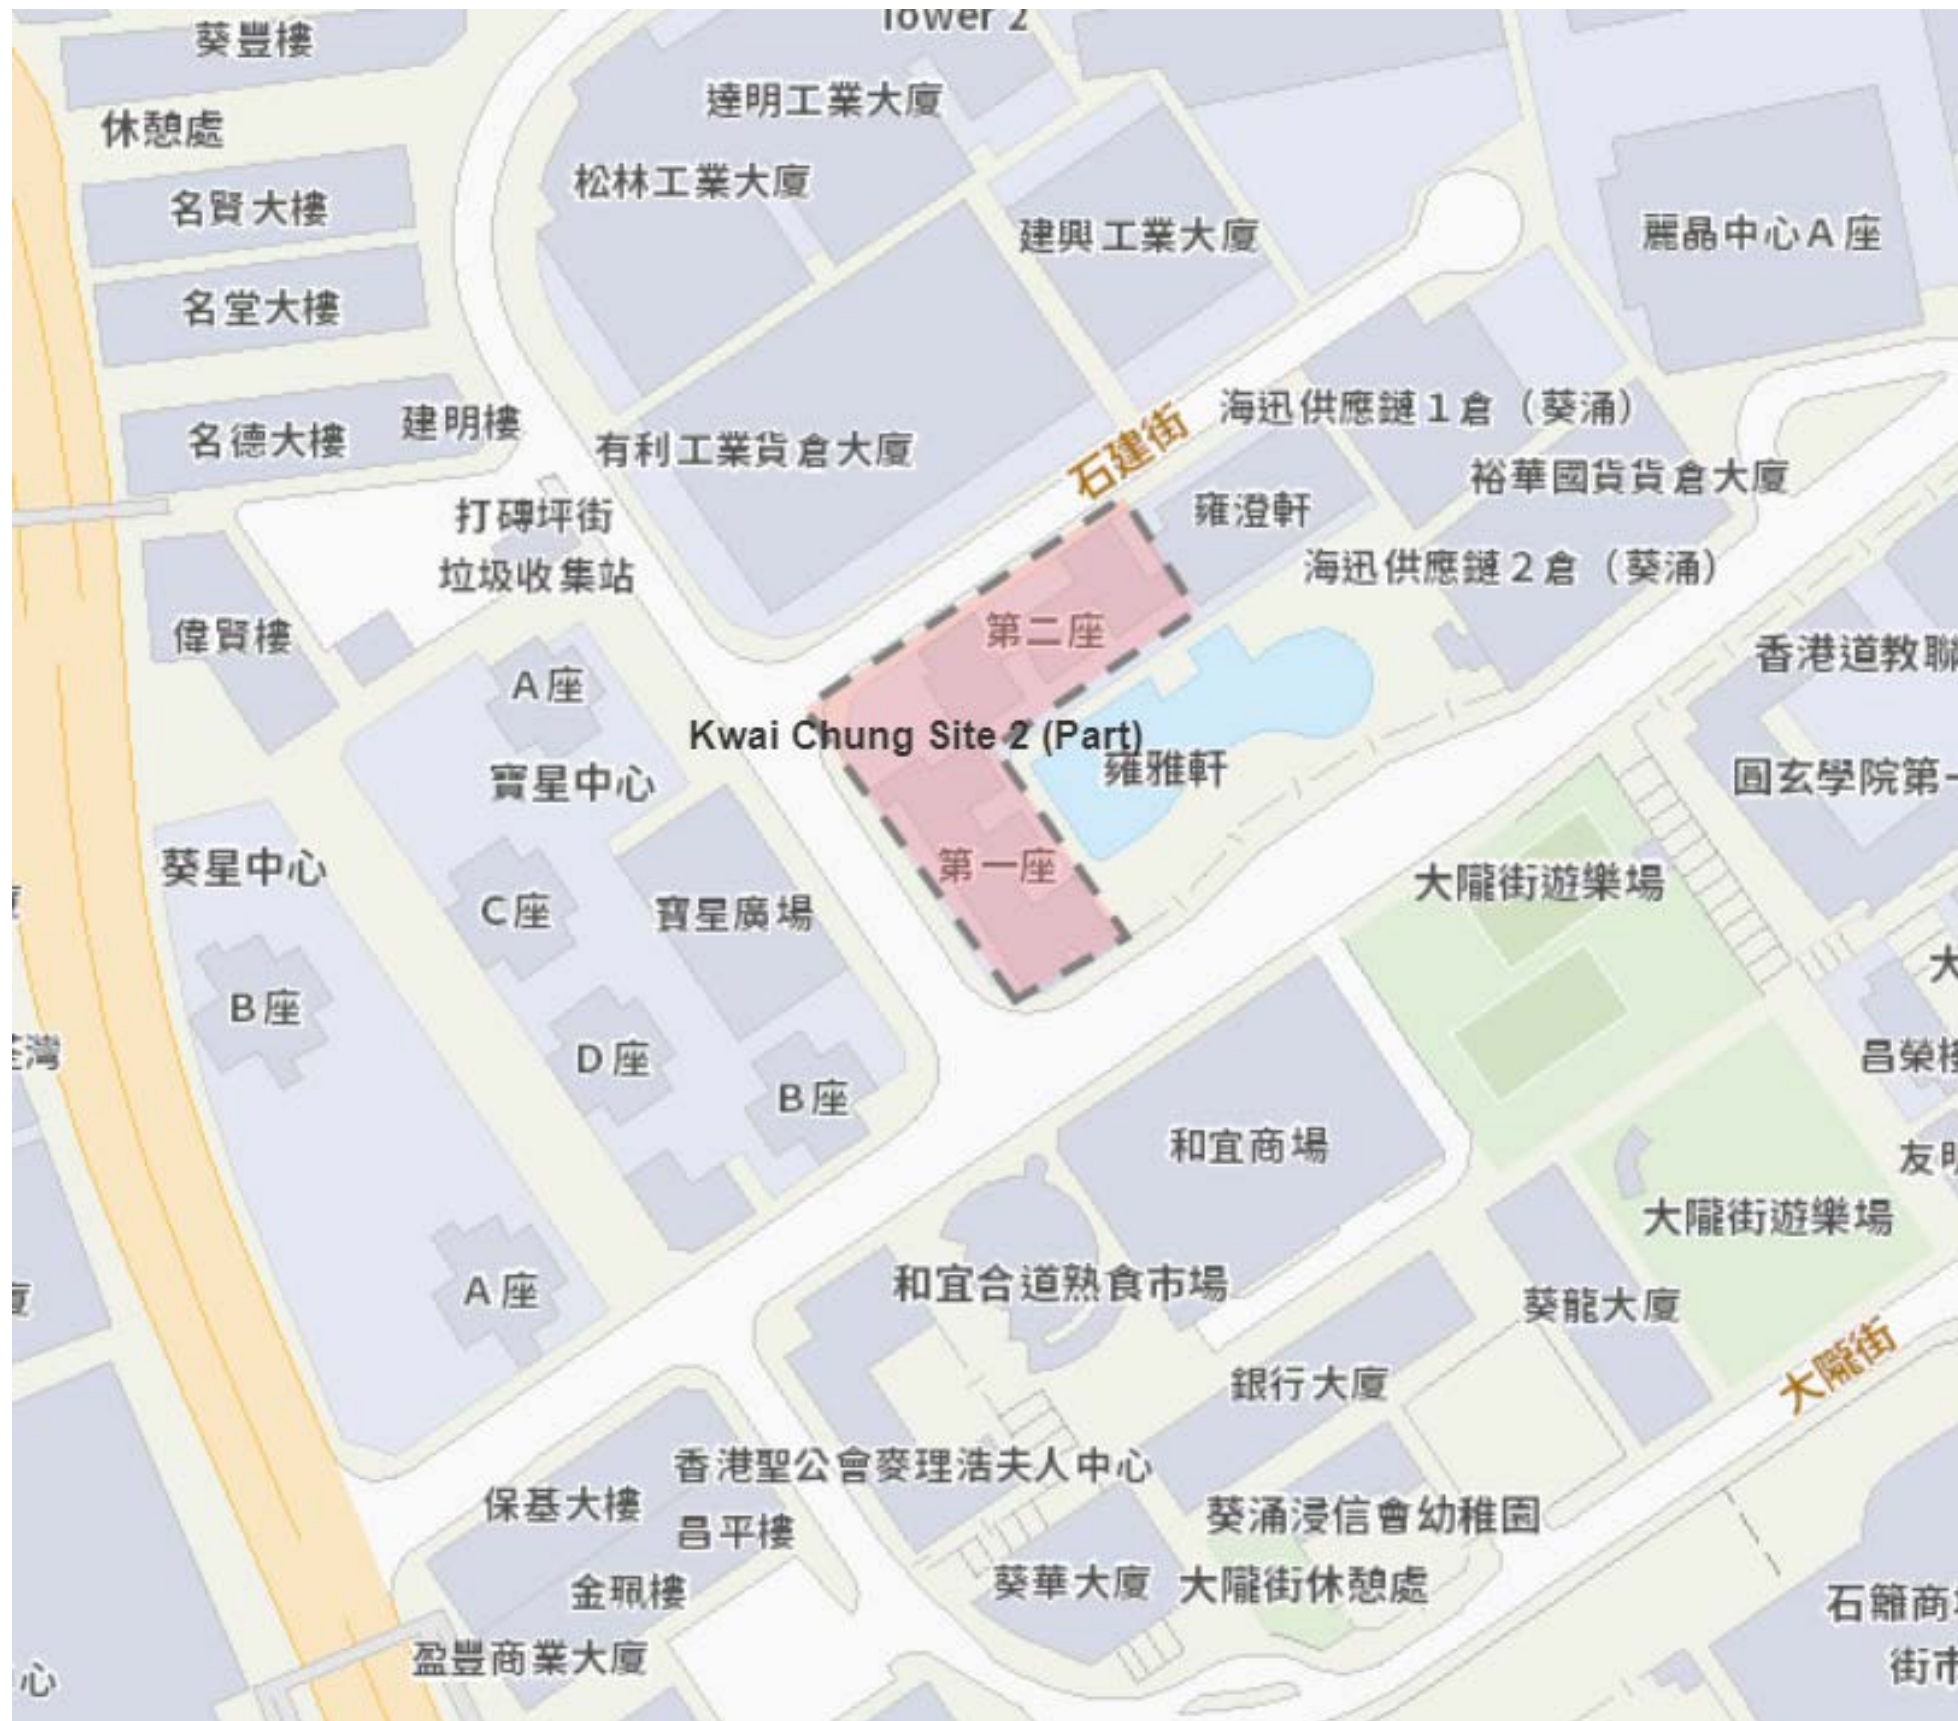 Tower 2
葵豐樓
達明工業大廈
休憩處
松林工業大廈
名賢大樓
建興工業大廈
麗晶中心A座
名堂大樓
海迅供應鏈1倉（葵涌）
建明樓
名德大樓
有利工業貨倉大廈
石建街
裕華國貨貨倉大廈
打磚坪街
垃圾收集站
雍澄軒
海迅供應鏈2倉（葵涌）
偉賢樓
第二座
香港道教聯
A座
Kwai Chung Site 2 (Part)
雍雅軒
寶星中心
圓玄學院第一
葵星中心
第一座
大隴街遊樂場
C座
寶星廣場
大
B座
D座
荃灣
昌榮樓
B座
和宜商場
友明
大隴街遊樂場
A座
和宜合道熟食市場
葵龍大廈
廈
銀行大廈
大隴街
香港聖公會麥理浩夫人中心
保基大樓
昌平樓
葵涌浸信會幼稚園
金珮樓
葵華大廈
大隴街休憩處
石籬商場
盈豐商業大廈
街市
心